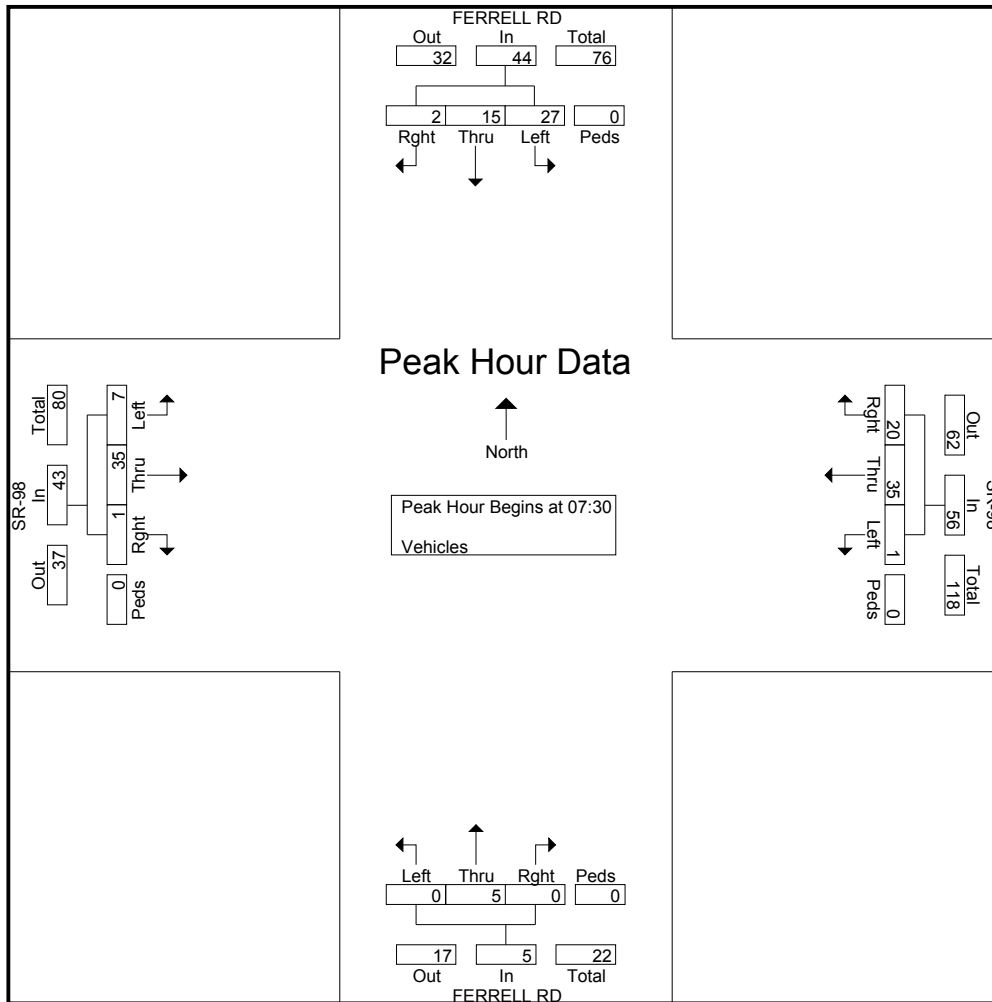 FERRELL RD
Out In Total
32 44 76
2 15 27 0
Rght Thru Left Peds
Peak Hour Data
North
Peak Hour Begins at 07:30
Vehicles
SR-98
Total In Out
80 43 37
7 35 1 0
Left Thru Rght Peds
Rght Thru Left Peds
20 35 1 0
Out In Total
62 56 118
Left Thru Rght Peds
0 5 0 0
17 5 22
Out In Total
FERRELL RD